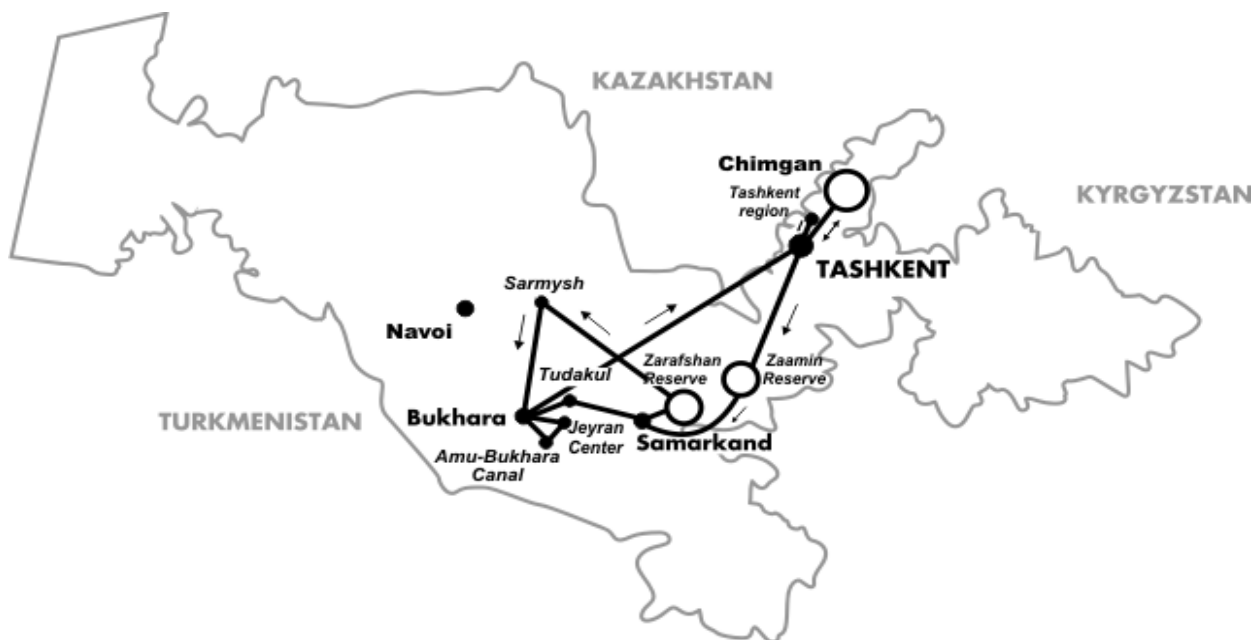 KAZAKHSTAN
Chimgan
Tashkent
region
KYRGYZSTAN
TASHKENT
Sarmysh
Navoi
Zarafshan
Reserve
Zaamin
Reserve
Tudakul
TURKMENISTAN
Bukhara
Jeyran
Center
Samarkand
Amu-Bukhara
Canal